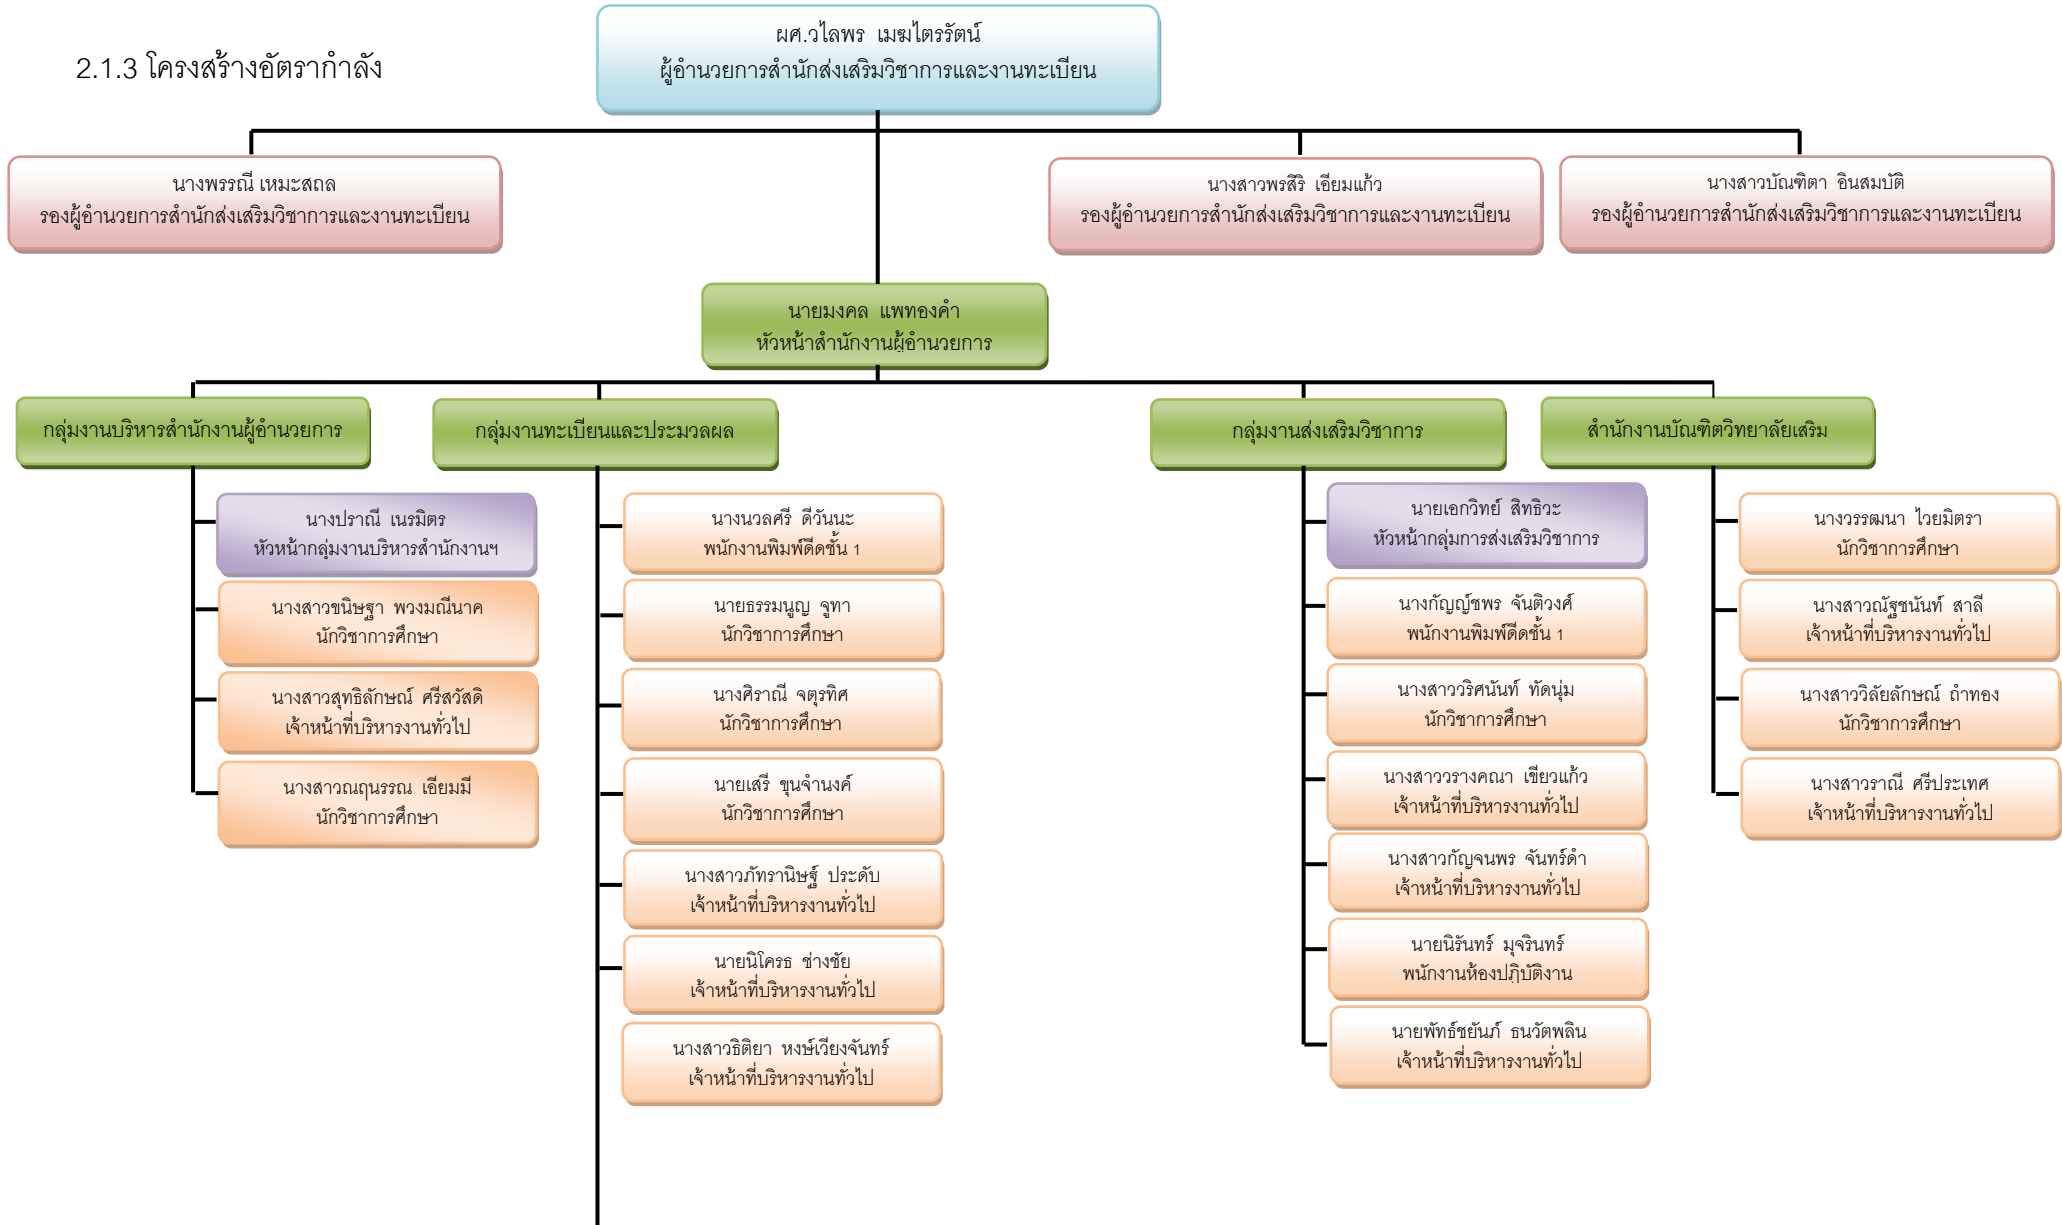 2.1.3 โครงสร้างอัตรากำลัง
ผศ.วไลพร เมฆไตรรัตน์
ผู้อำนวยการสำนักส่งเสริมวิชาการและงานทะเบียน
นางพรรณี เหมะสถล
รองผู้อำนวยการสำนักส่งเสริมวิชาการและงานทะเบียน
นางสาวพรสิริ เอี่ยมแก้ว
รองผู้อำนวยการสำนักส่งเสริมวิชาการและงานทะเบียน
นางสาวบัณฑิตา อินสมบัติ
รองผู้อำนวยการสำนักส่งเสริมวิชาการและงานทะเบียน
นายมงคล แพทองคำ
หัวหน้าสำนักงานผู้อำนวยการ
กลุ่มงานบริหารสำนักงานผู้อำนวยการ
นางปราณี เนรมิตร
หัวหน้ากลุ่มงานบริหารสำนักงานฯ
นางสาวขนิษฐา พวงมณีนาค
นักวิชาการศึกษา
นางสาวสุทธิลักษณ์ ศรีสวัสดิ
เจ้าหน้าที่บริหารงานทั่วไป
นางสาวณฤนรรณ เอี่ยมมี
นักวิชาการศึกษา
กลุ่มงานทะเบียนและประมวลผล
นางนวลศรี ดีวันนะ
พนักงานพิมพ์ดีดชั้น 1
นายธรรมนูญ จูทา
นักวิชาการศึกษา
นางศิราณี จตุรทิศ
นักวิชาการศึกษา
นายเสรี ขุนจำนงค์
นักวิชาการศึกษา
นางสาวภัทรานิษฐ์ ประดับ
เจ้าหน้าที่บริหารงานทั่วไป
นายนิโครธ ช่างชัย
เจ้าหน้าที่บริหารงานทั่วไป
นางสาวธิติยา หงษ์เวียงจันทร์
เจ้าหน้าที่บริหารงานทั่วไป
กลุ่มงานส่งเสริมวิชาการ
นายเอกวิทย์ สิทธิวะ
หัวหน้ากลุ่มการส่งเสริมวิชาการ
นางกัญญ์ชพร จันติวงศ์
พนักงานพิมพ์ดีดชั้น 1
นางสาววริศนันท์ ทัดนุ่ม
นักวิชาการศึกษา
นางสาววรางคณา เขียวแก้ว
เจ้าหน้าที่บริหารงานทั่วไป
นางสาวกัญจนพร จันทร์ดำ
เจ้าหน้าที่บริหารงานทั่วไป
นายนิรันทร์ มุจรินทร์
พนักงานห้องปฏิบัติงาน
นายพัทธ์ชยันภ์ ธนวัตพลิน
เจ้าหน้าที่บริหารงานทั่วไป
สำนักงานบัณฑิตวิทยาลัยเสริม
นางวรรฒนา ไวยมิตรา
นักวิชาการศึกษา
นางสาวณัฐชนันท์ สาลี
เจ้าหน้าที่บริหารงานทั่วไป
นางสาววิลัยลักษณ์ ถำทอง
นักวิชาการศึกษา
นางสาวราณี ศรีประเทศ
เจ้าหน้าที่บริหารงานทั่วไป